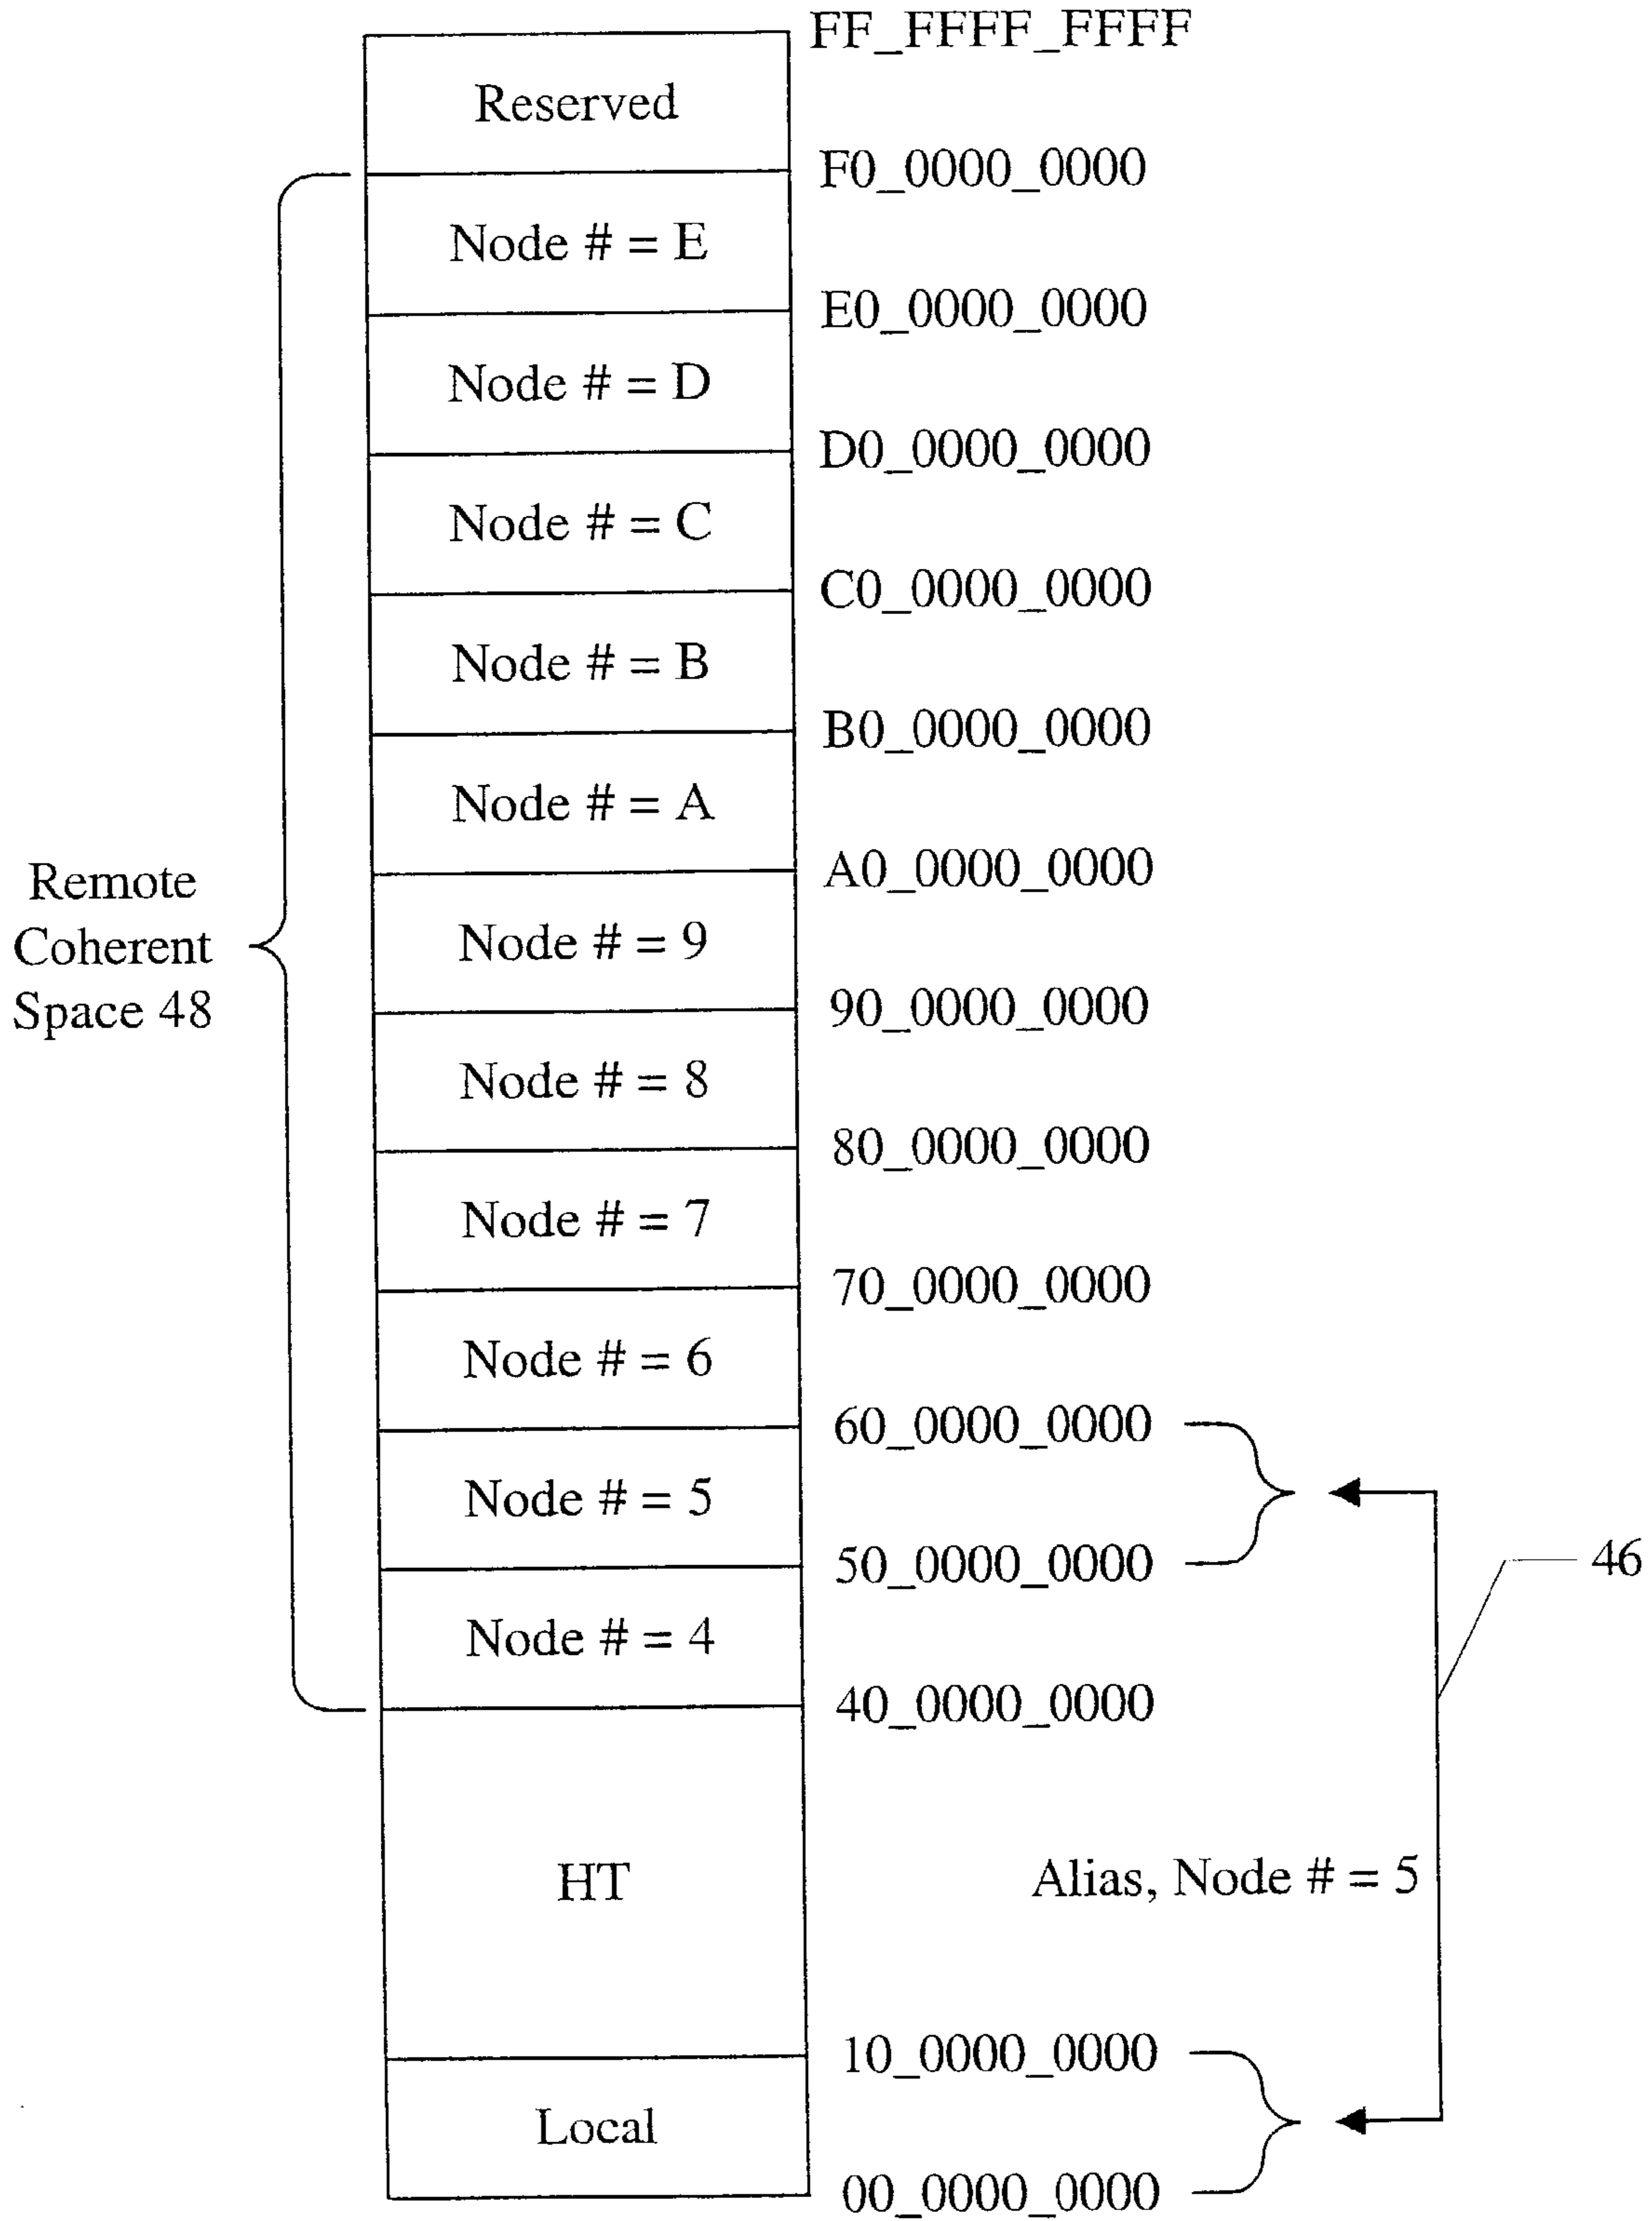 FF_FFFF_FFFF
Reserved
F0_0000_0000
Node # = E
E0_0000_0000
Node # = D
D0_0000_0000
Node # = C
C0_0000_0000
Node # = B
B0_0000_0000
Node # = A
A0_0000_0000
Remote
Coherent
Space 48
Node # = 9
90_0000_0000
Node # = 8
80_0000_0000
Node # = 7
70_0000_0000
Node # = 6
60_0000_0000
Node # = 5
50_0000_0000
46
Node # = 4
40_0000_0000
HT
Alias, Node # = 5
10_0000_0000
Local
00_0000_0000